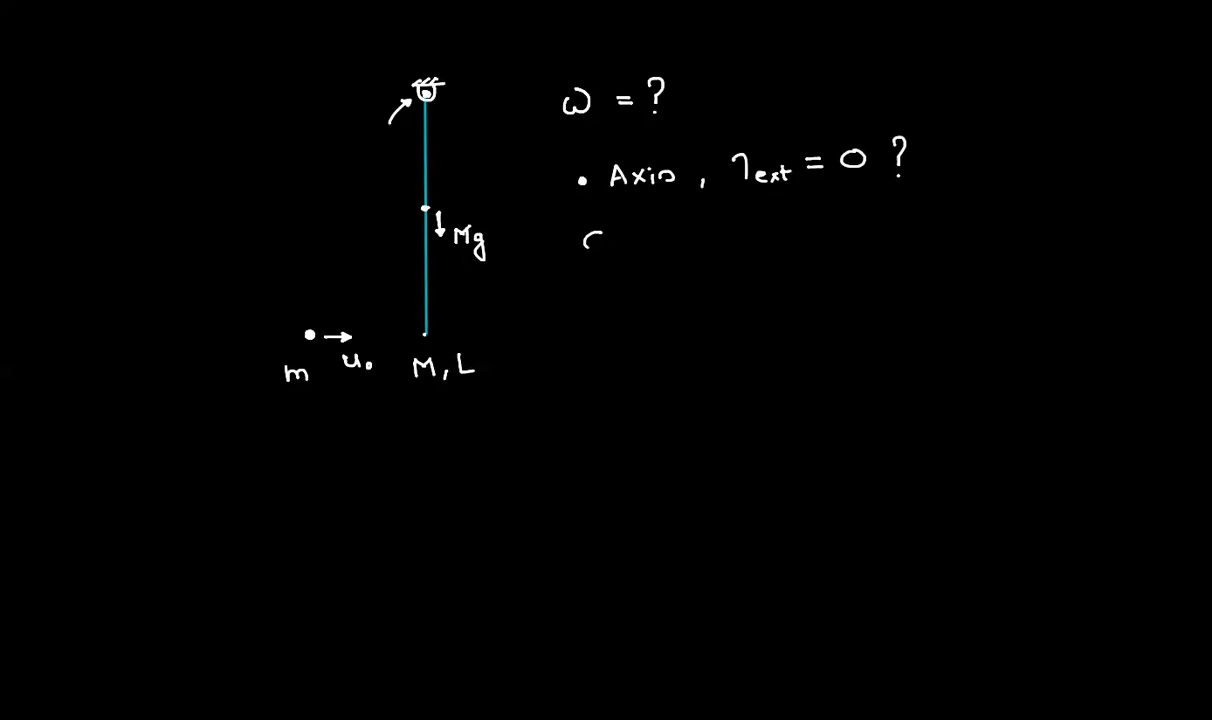 ω = ?
• Axis, τext = 0 ?
Mg
m
u₀
M, L